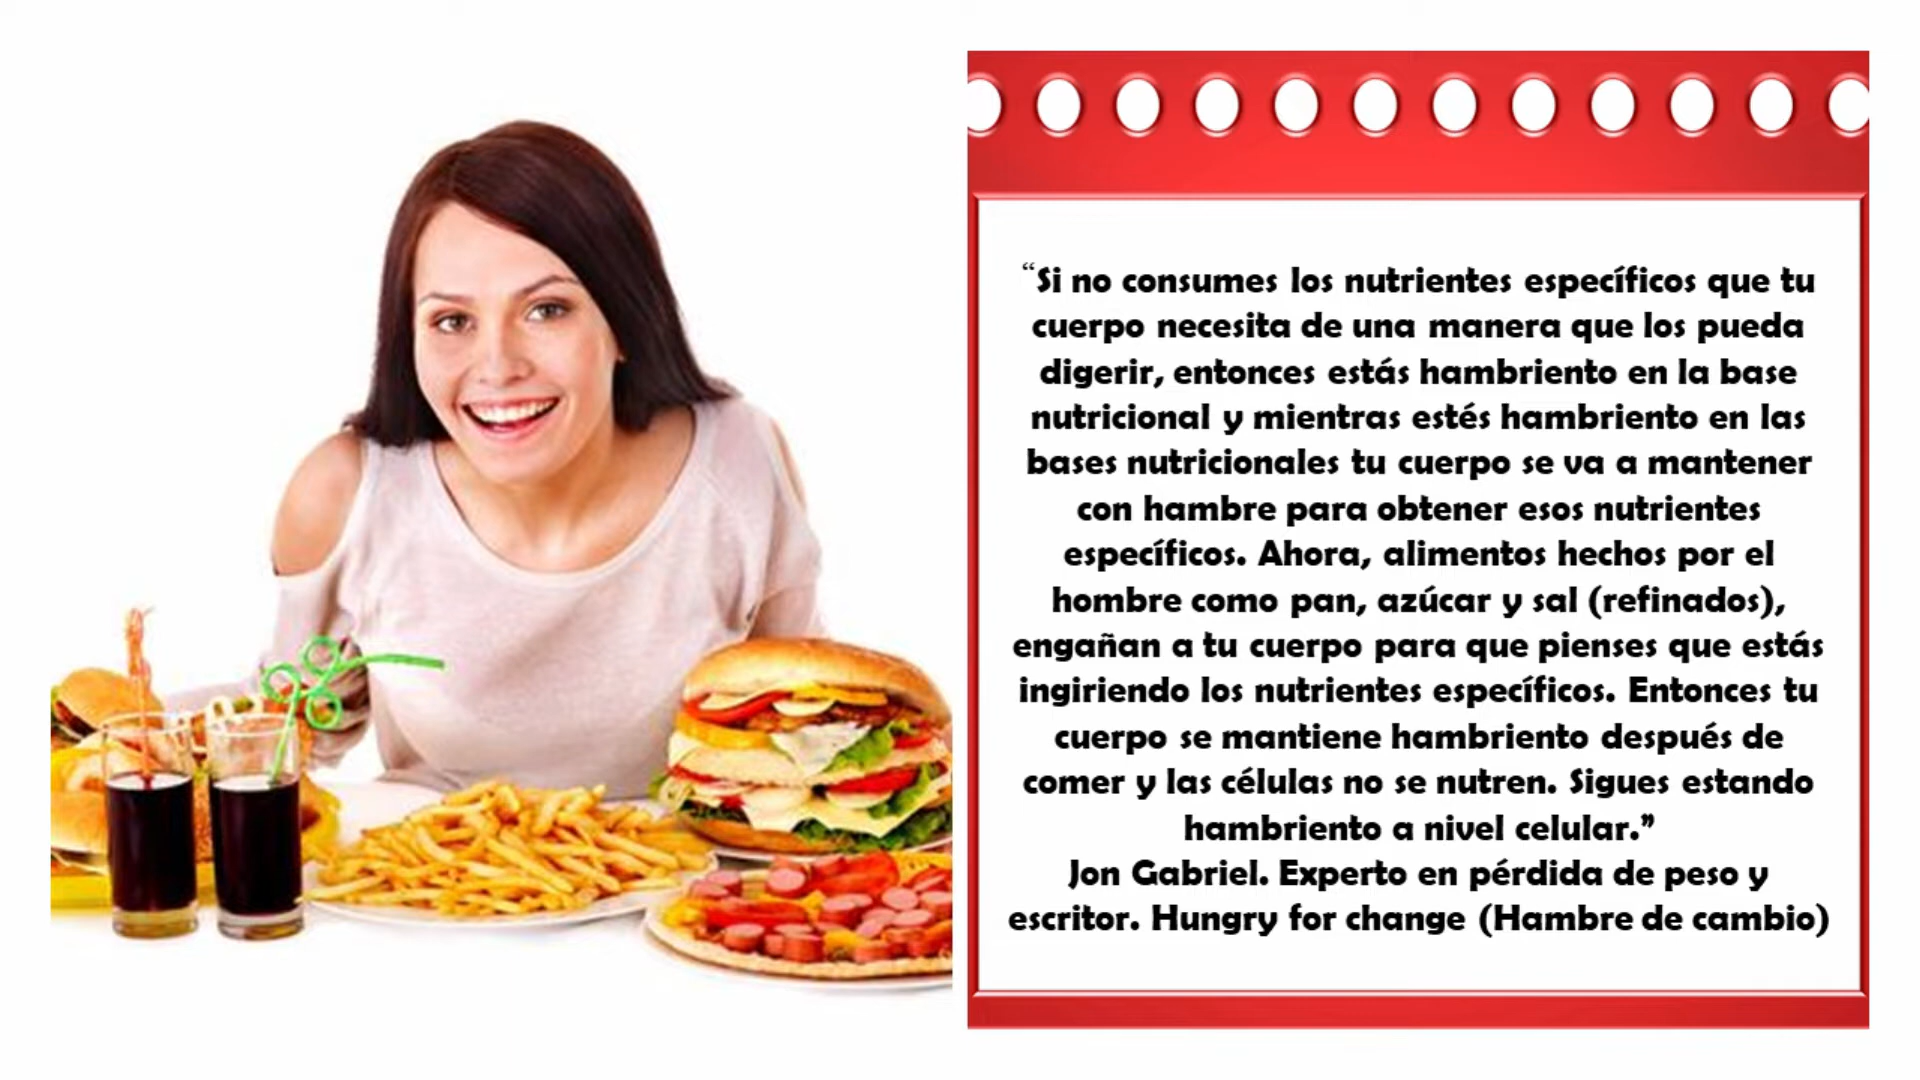 “Si no consumes los nutrientes específicos que tu
cuerpo necesita de una manera que los pueda
digerir, entonces estás hambriento en la base
nutricional y mientras estés hambriento en las
bases nutricionales tu cuerpo se va a mantener
con hambre para obtener esos nutrientes
específicos. Ahora, alimentos hechos por el
hombre como pan, azúcar y sal (refinados),
engañan a tu cuerpo para que pienses que estás
ingiriendo los nutrientes específicos. Entonces tu
cuerpo se mantiene hambriento después de
comer y las células no se nutren. Sigues estando
hambriento a nivel celular.”
Jon Gabriel. Experto en pérdida de peso y
escritor. Hungry for change (Hambre de cambio)